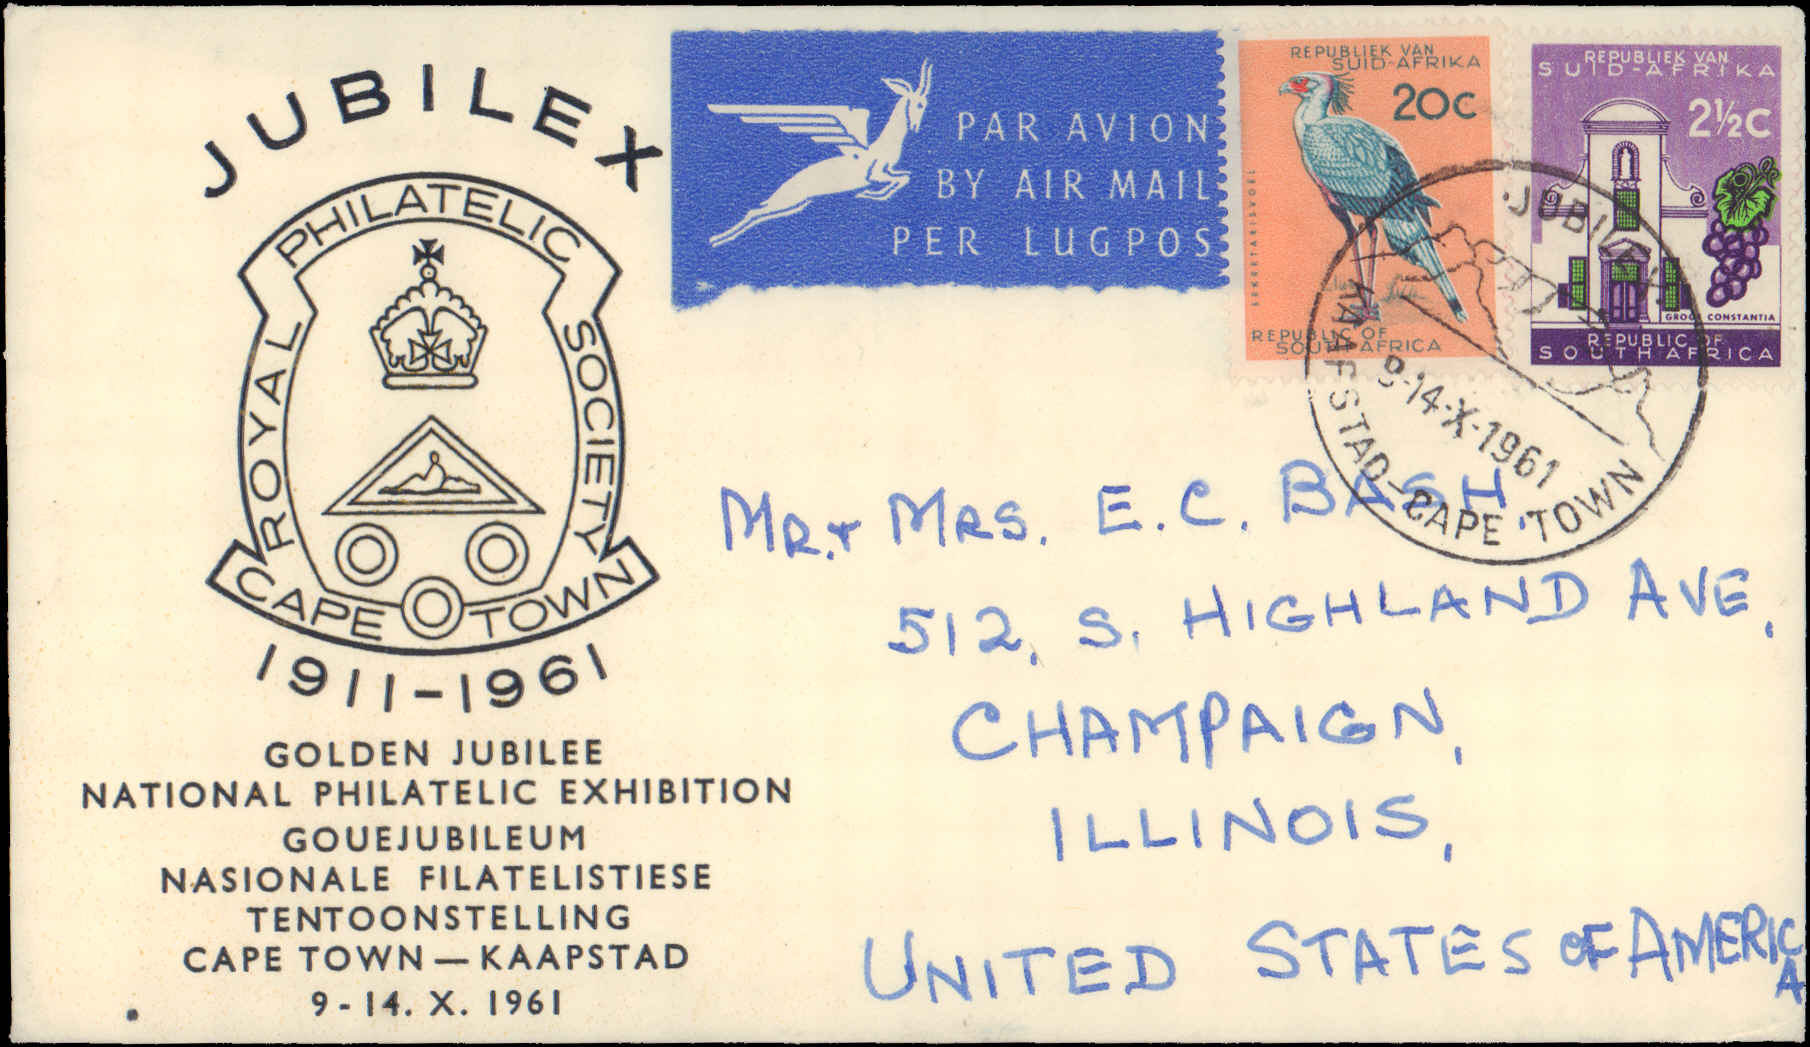 JUBILEX
ROYAL PHILATELIC SOCIETY
CAPE TOWN
1911-1961
GOLDEN JUBILEE
NATIONAL PHILATELIC EXHIBITION
GOUEJUBILEUM
NASIONALE FILATELISTIESE
TENTOONSTELLING
CAPE TOWN — KAAPSTAD
9 - 14. X. 1961
PAR AVION
BY AIR MAIL
PER LUGPOS
REPUBLIEK VAN
SUID-AFRIKA
20c
SEKRETARISVOËL
REPUBLIC OF
SOUTH AFRICA
REPUBLIEK VAN
SUID-AFRIKA
2½c
GROOT CONSTANTIA
REPUBLIC OF
SOUTH AFRICA
·JUBILEX·
9-14-X-1961
KAAPSTAD-CAPE TOWN
MR. + MRS. E. C. BASH,
512, S. HIGHLAND AVE,
CHAMPAIGN,
ILLINOIS,
UNITED STATES OF AMERICA